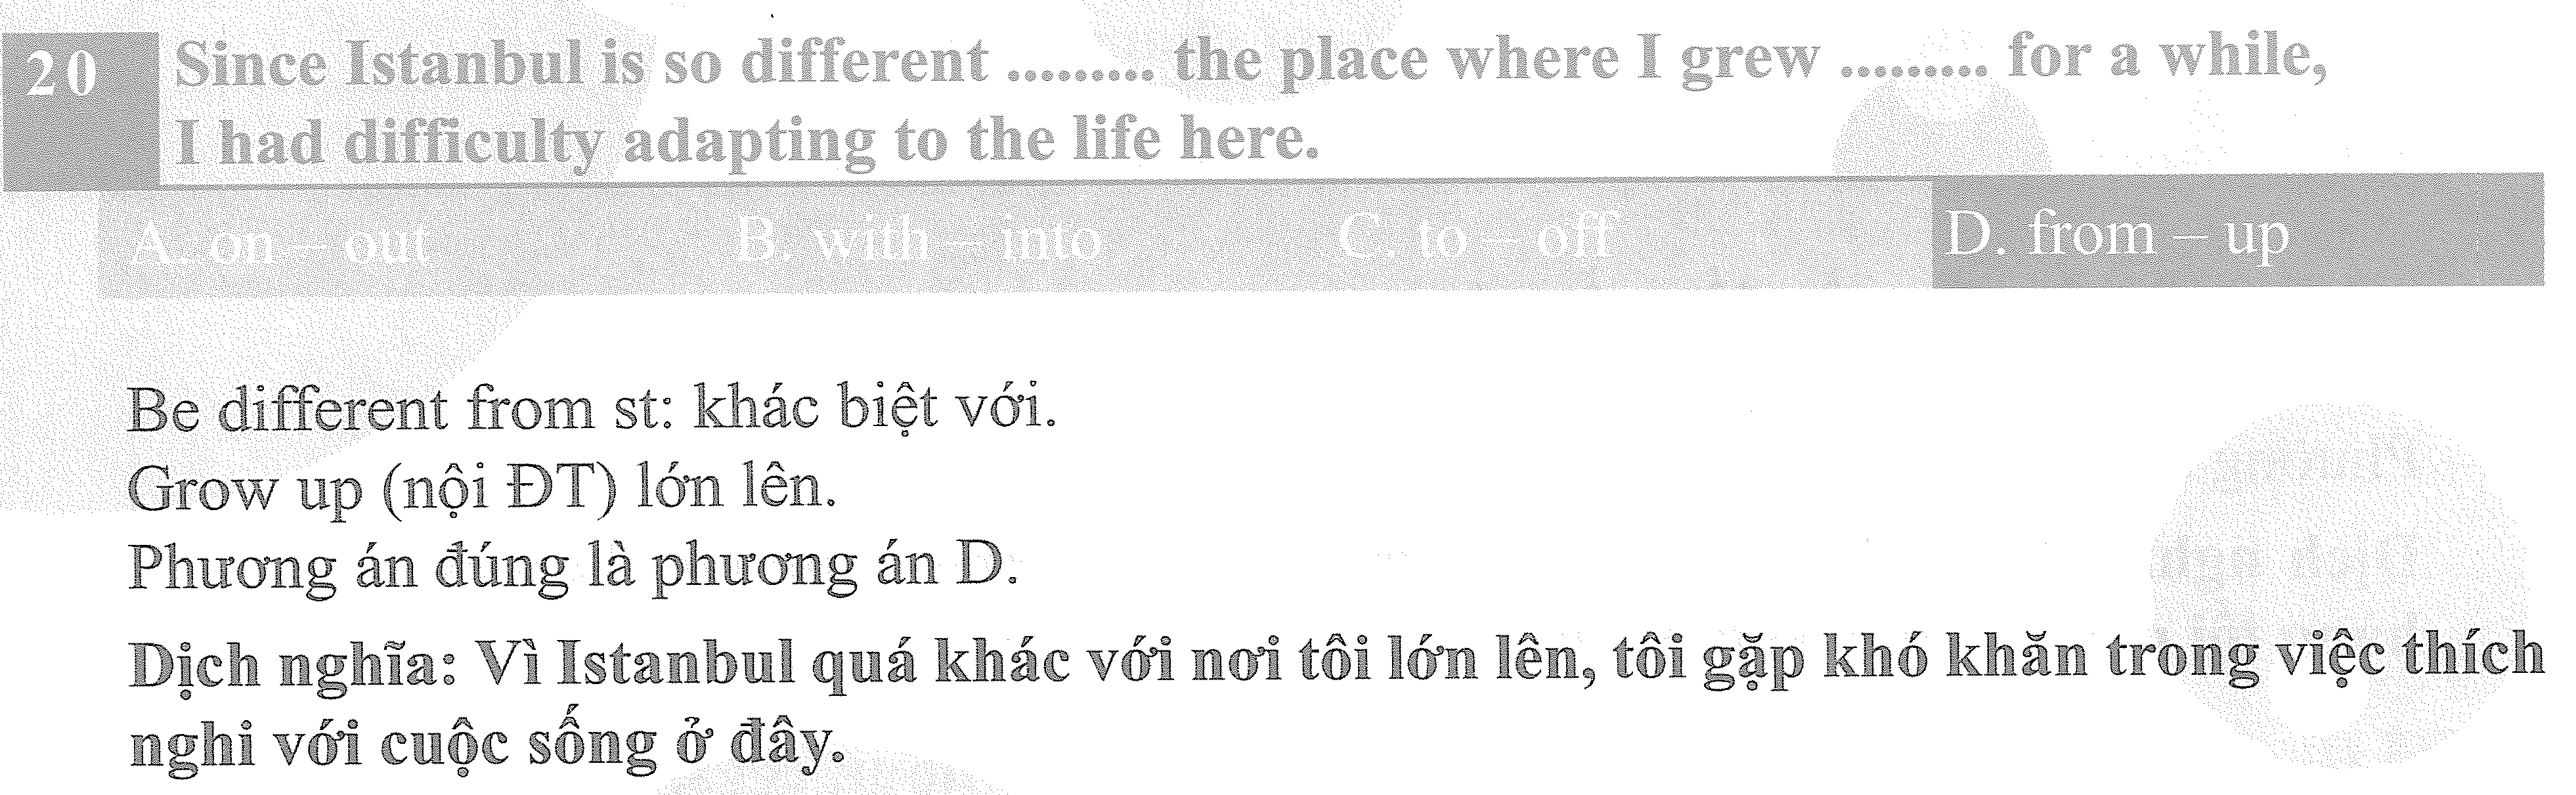 20 Since Istanbul is so different ......... the place where I grew ......... for a while,
I had difficulty adapting to the life here.
A. on – out B. with – into C. to – off D. from – up
Be different from st: khác biệt với.
Grow up (nội ĐT) lớn lên.
Phương án đúng là phương án D.
Dịch nghĩa: Vì Istanbul quá khác với nơi tôi lớn lên, tôi gặp khó khăn trong việc thích
nghi với cuộc sống ở đây.